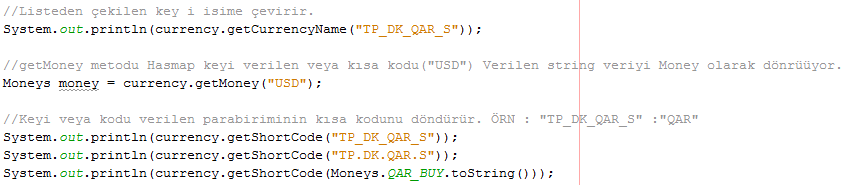 //Listeden çekilen key i isime çevirir.
System.out.println(currency.getCurrencyName("TP_DK_QAR_S"));
//getMoney metodu Hasmap keyi verilen veya kısa kodu("USD") Verilen string veriyi Money olarak dönrüüyor.
Moneys money = currency.getMoney("USD");
//Keyi veya kodu verilen parabiriminin kısa kodunu döndürür. ÖRN : "TP_DK_QAR_S" :"QAR"
System.out.println(currency.getShortCode("TP_DK_QAR_S"));
System.out.println(currency.getShortCode("TP.DK.QAR.S"));
System.out.println(currency.getShortCode(Moneys.QAR_BUY.toString()));